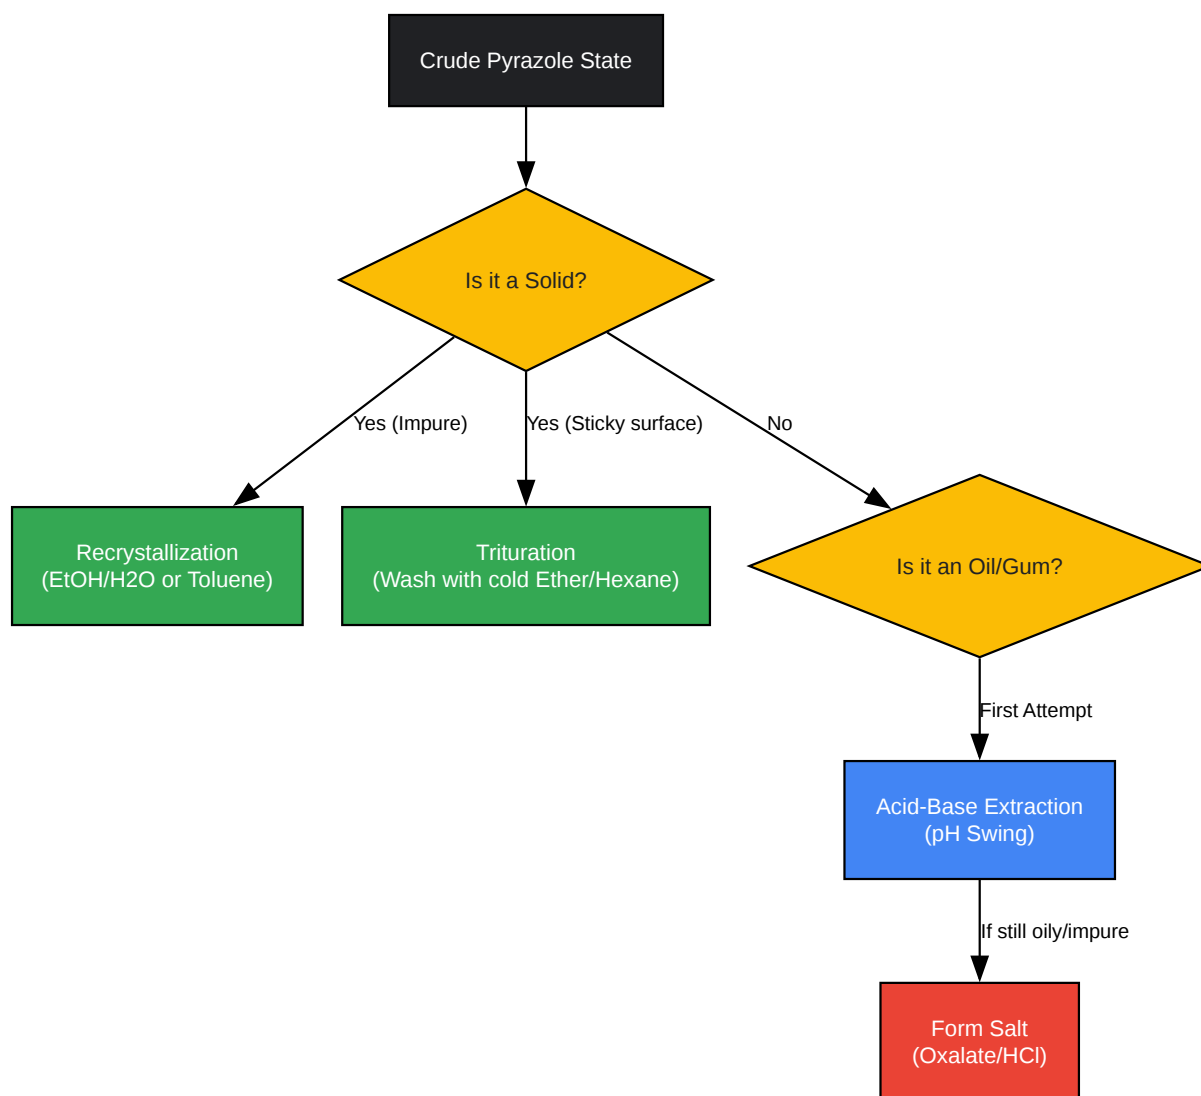 Crude Pyrazole State
Is it a Solid?
Yes (Impure)
Yes (Sticky surface)
No
Recrystallization
(EtOH/H2O or Toluene)
Trituration
(Wash with cold Ether/Hexane)
Is it an Oil/Gum?
First Attempt
Acid-Base Extraction
(pH Swing)
If still oily/impure
Form Salt
(Oxalate/HCl)